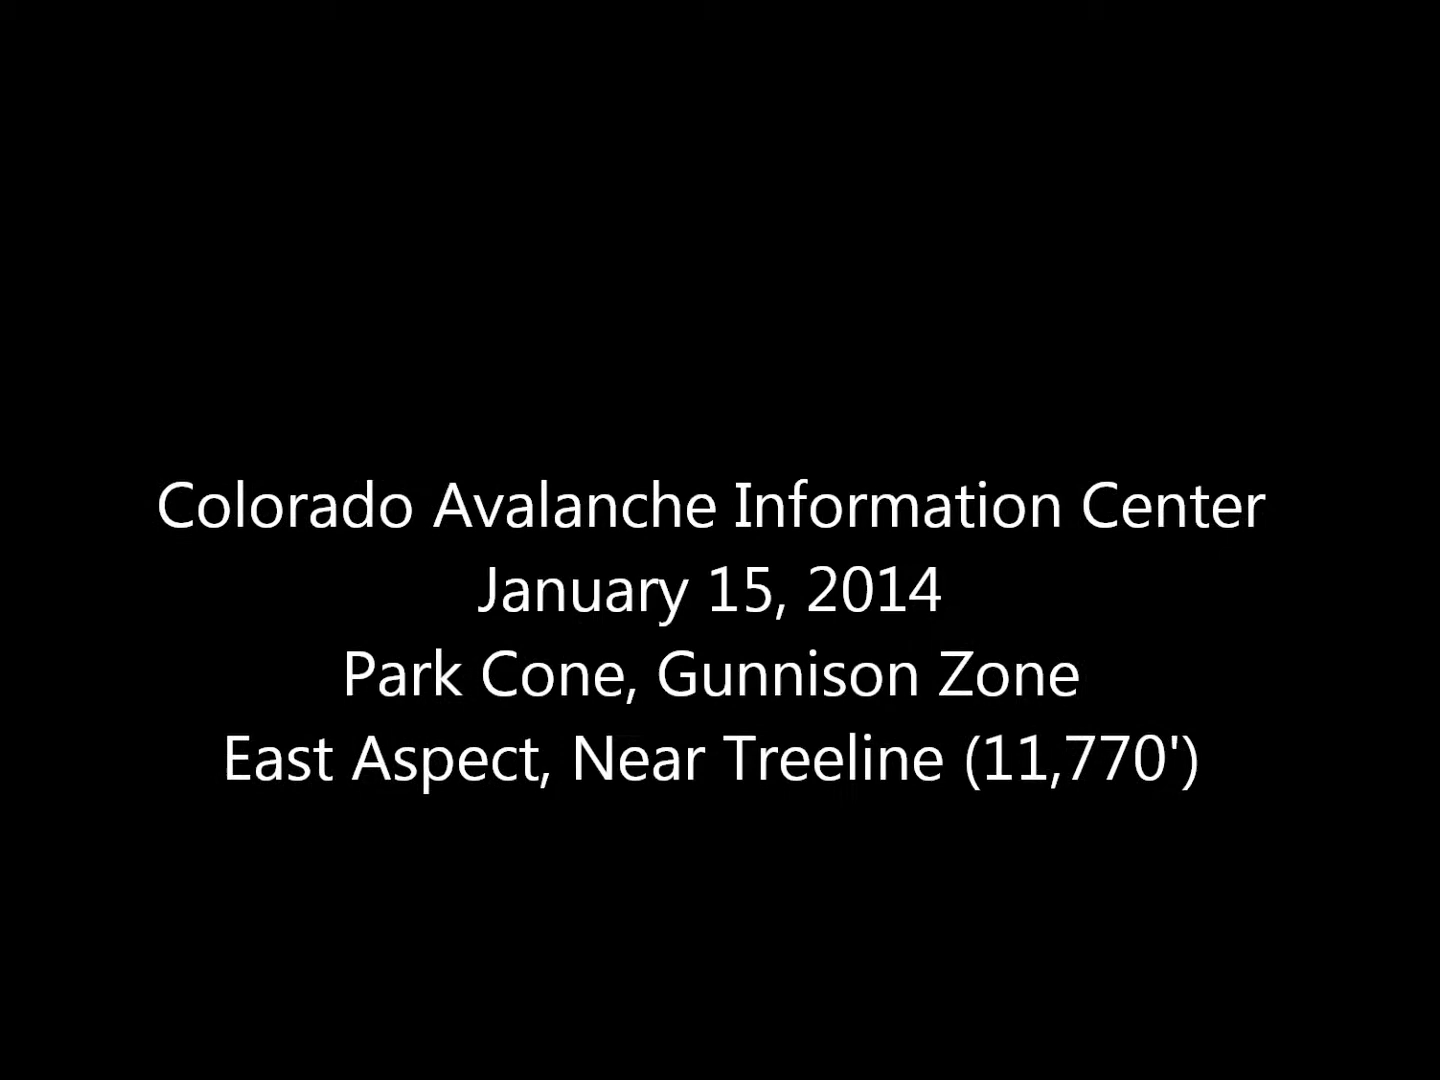 Colorado Avalanche Information Center
January 15, 2014
Park Cone, Gunnison Zone
East Aspect, Near Treeline (11,770')